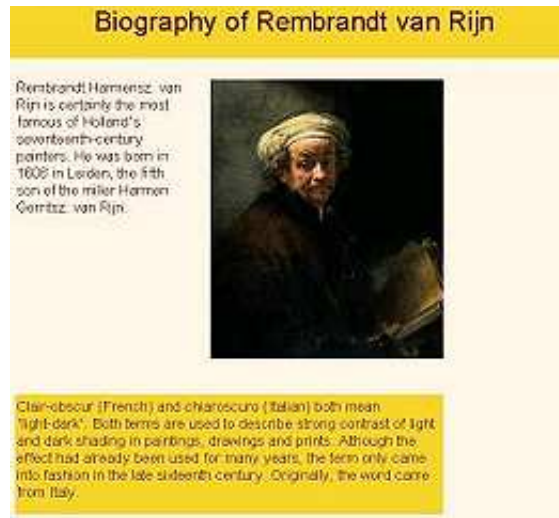 Biography of Rembrandt van Rijn
Rembrandt Harmensz. van
Rijn is certainly the most
famous of Holland's
seventeenth-century
painters. He was born in
1606 in Leiden, the fifth
son of the miller Harmen
Gerritsz. van Rijn.
Clair-obscur (French) and chiaroscuro (Italian) both mean
"light-dark". Both terms are used to describe strong contrast of light
and dark shading in paintings, drawings and prints. Although the
effect had already been used for many years, the term only came
into fashion in the late sixteenth century. Originally, the word came
from Italy.